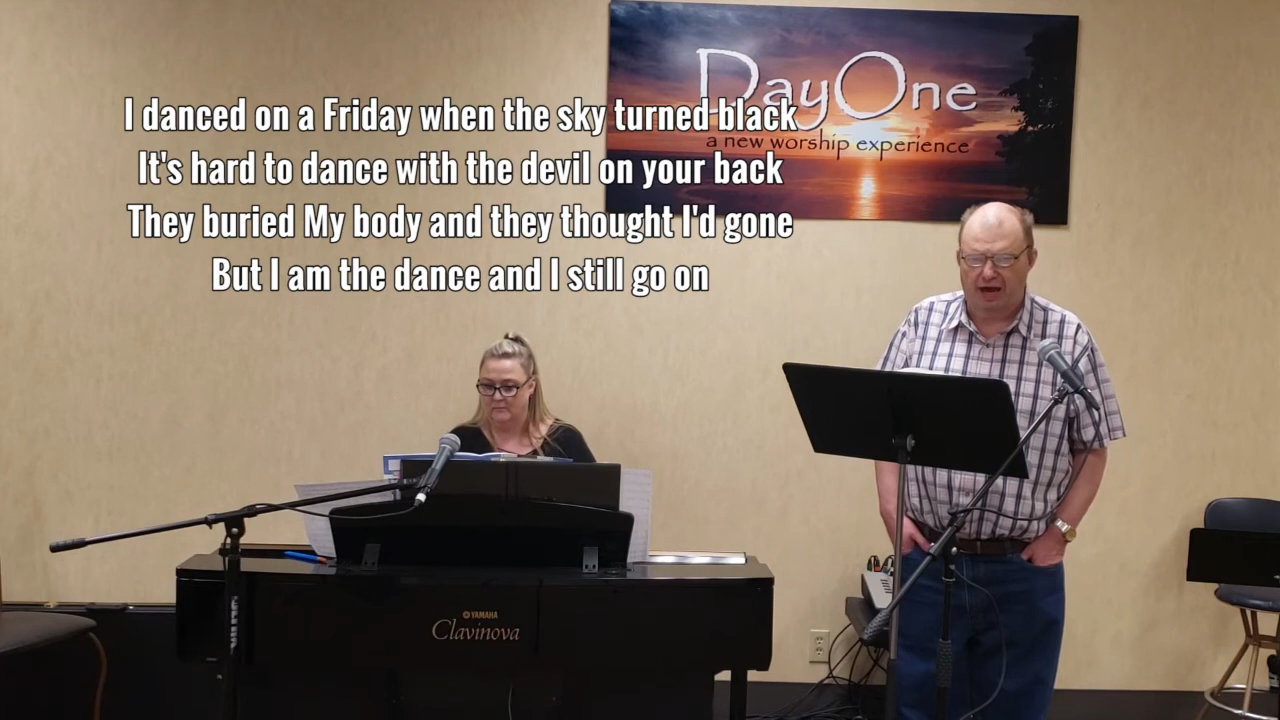 DayOne
a new worship experience
I danced on a Friday when the sky turned black
It's hard to dance with the devil on your back
They buried My body and they thought I'd gone
But I am the dance and I still go on
YAMAHA
Clavinova